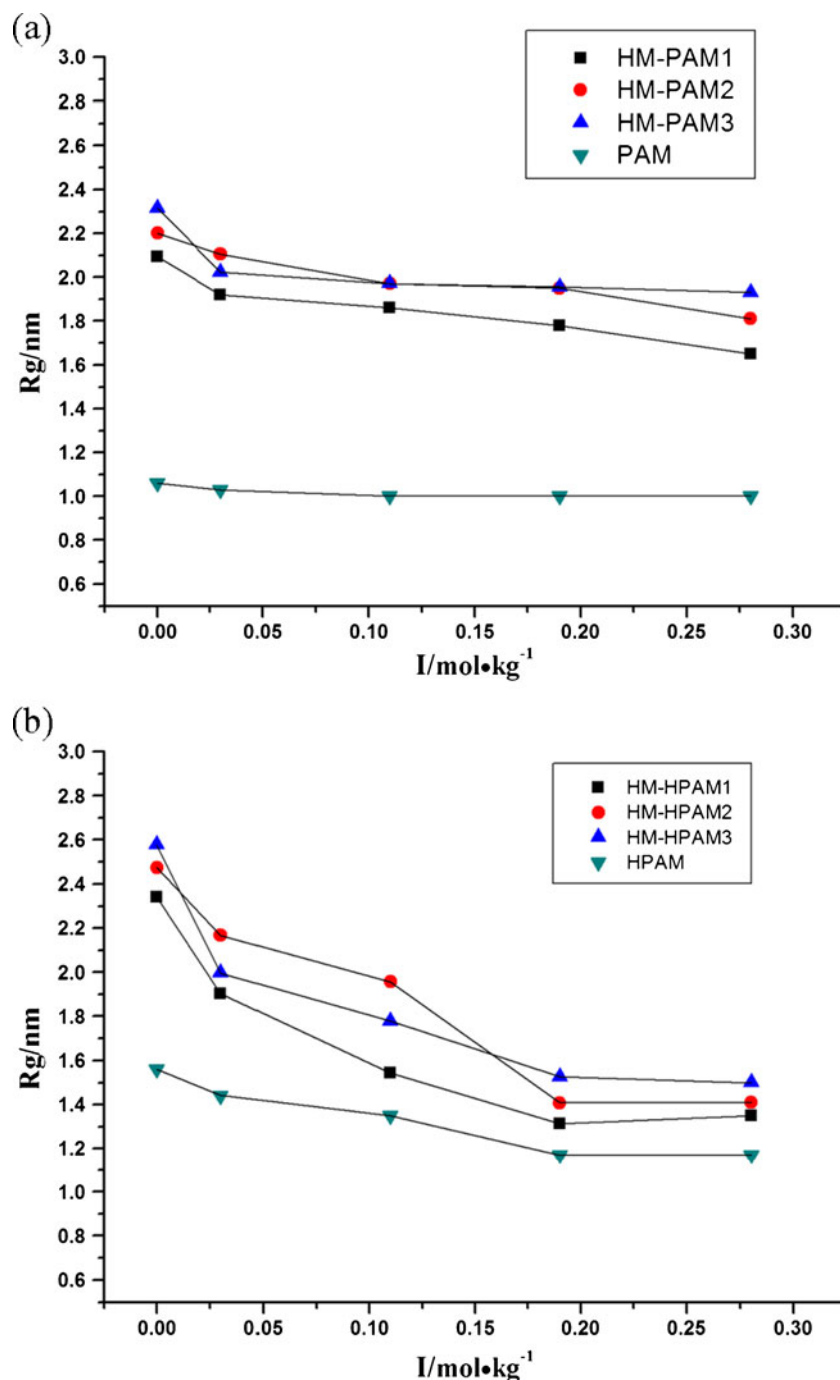 (a)
3.0
2.8
2.6
2.4
2.2
2.0
1.8
1.6
1.4
1.2
1.0
0.8
0.6
Rg/nm
HM-PAM1
HM-PAM2
HM-PAM3
PAM
0.00 0.05 0.10 0.15 0.20 0.25 0.30
I/mol•kg⁻¹
(b)
3.0
2.8
2.6
2.4
2.2
2.0
1.8
1.6
1.4
1.2
1.0
0.8
0.6
Rg/nm
HM-HPAM1
HM-HPAM2
HM-HPAM3
HPAM
0.00 0.05 0.10 0.15 0.20 0.25 0.30
I/mol•kg⁻¹